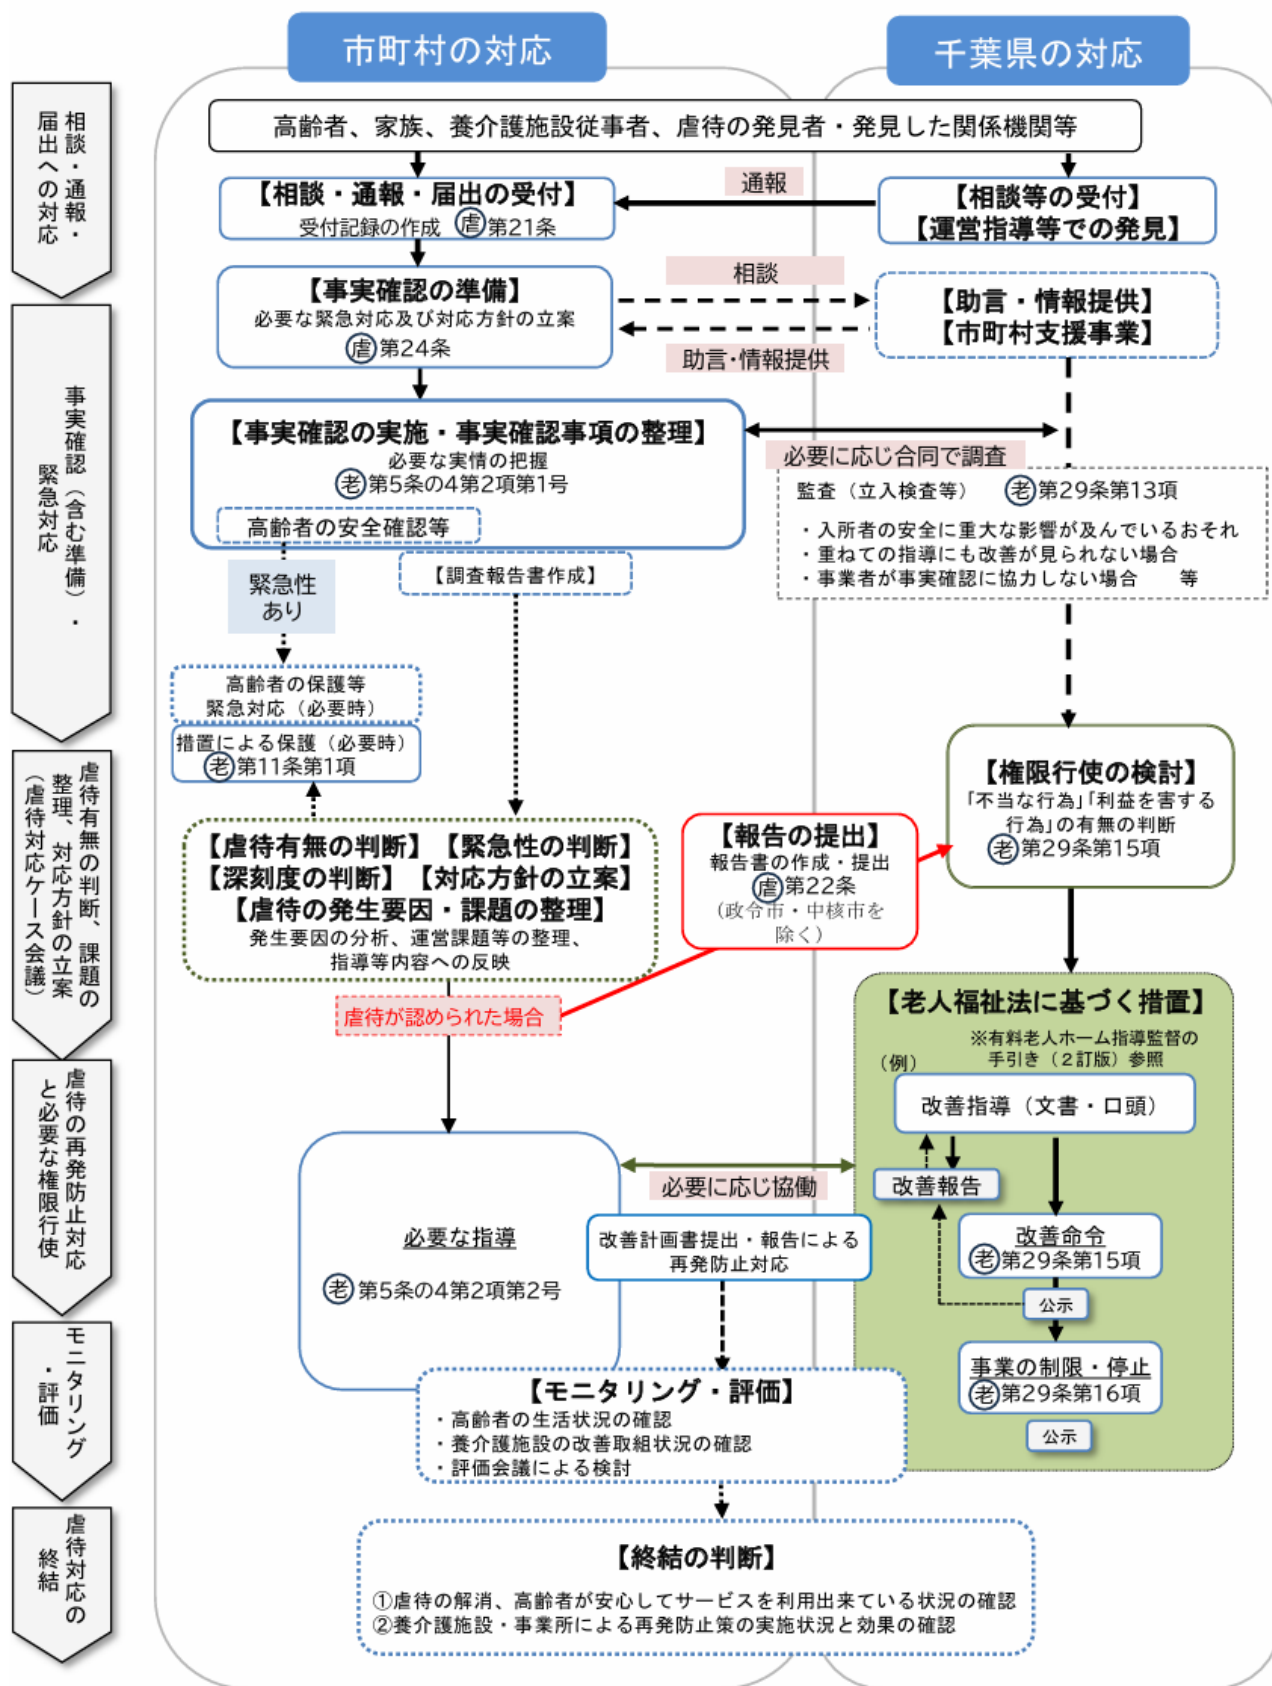 市町村の対応
千葉県の対応
相談・通報・
届出への対応
高齢者、家族、養介護施設従事者、虐待の発見者・発見した関係機関等
【相談・通報・届出の受付】
受付記録の作成 虐 第21条
通報
【相談等の受付】
【運営指導等での発見】
【事実確認の準備】
必要な緊急対応及び対応方針の立案
虐 第24条
相談
助言・情報提供
【助言・情報提供】
【市町村支援事業】
事実確認（含む準備）・
緊急対応
【事実確認の実施・事実確認事項の整理】
必要な実情の把握
老 第5条の4第2項第1号
高齢者の安全確認等
必要に応じ合同で調査
監査（立入検査等） 老 第29条第13項
・入所者の安全に重大な影響が及んでいるおそれ
・重ねての指導にも改善が見られない場合
・事業者が事実確認に協力しない場合 等
緊急性
あり
【調査報告書作成】
高齢者の保護等
緊急対応（必要時）
措置による保護（必要時）
老 第11条第1項
虐待有無の判断、課題の
整理、対応方針の立案
（虐待対応ケース会議）
【虐待有無の判断】【緊急性の判断】
【深刻度の判断】【対応方針の立案】
【虐待の発生要因・課題の整理】
発生要因の分析、運営課題等の整理、
指導等内容への反映
虐待が認められた場合
【報告の提出】
報告書の作成・提出
虐 第22条
（政令市・中核市を
除く）
【権限行使の検討】
「不当な行為」「利益を害する
行為」の有無の判断
老 第29条第15項
【老人福祉法に基づく措置】
※有料老人ホーム指導監督の
手引き（２訂版）参照
（例）
改善指導（文書・口頭）
改善報告
改善命令
老 第29条第15項
公示
事業の制限・停止
老 第29条第16項
公示
虐待の再発防止対応
と必要な権限行使
必要な指導
老 第5条の4第2項第2号
必要に応じ協働
改善計画書提出・報告による
再発防止対応
モニタリング
・評価
【モニタリング・評価】
・高齢者の生活状況の確認
・養介護施設の改善取組状況の確認
・評価会議による検討
虐待対応の
終結
【終結の判断】
①虐待の解消、高齢者が安心してサービスを利用出来ている状況の確認
②養介護施設・事業所による再発防止策の実施状況と効果の確認